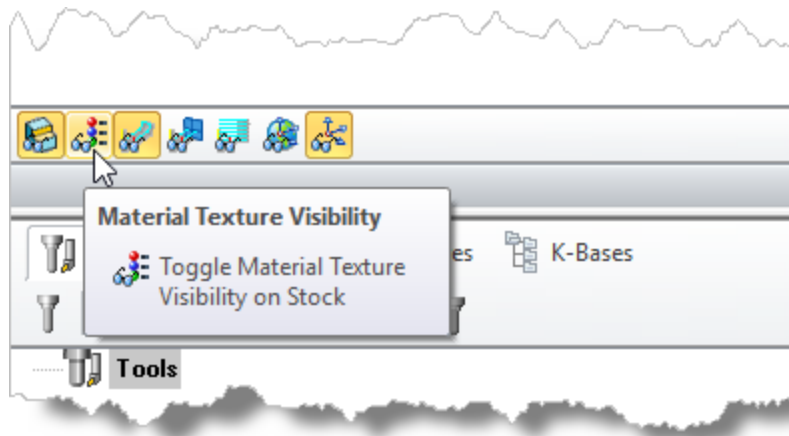 Material Texture Visibility
Toggle Material Texture
Visibility on Stock
es
K-Bases
Tools